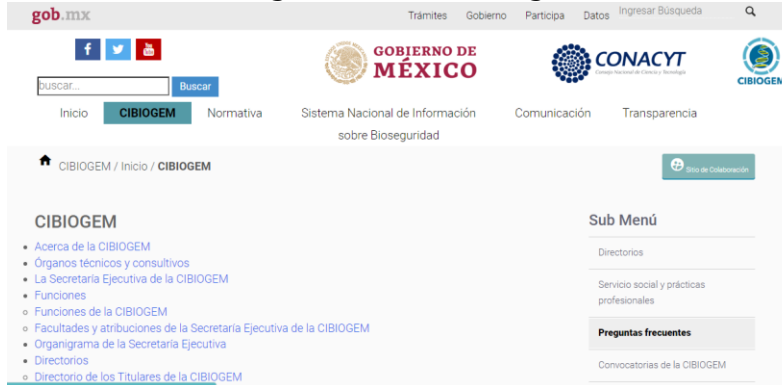 gob.mx
Trámites Gobierno Participa Datos Ingresar Búsqueda
GOBIERNO DE
MÉXICO
CONACYT
Consejo Nacional de Ciencia y Tecnología
CIBIOGEM
buscar... Buscar
Inicio CIBIOGEM Normativa Sistema Nacional de Información Comunicación Transparencia
sobre Bioseguridad
CIBIOGEM / Inicio / CIBIOGEM
Sitio de Colaboración
CIBIOGEM
Acerca de la CIBIOGEM
Órganos técnicos y consultivos
La Secretaría Ejecutiva de la CIBIOGEM
Funciones
Funciones de la CIBIOGEM
Facultades y atribuciones de la Secretaría Ejecutiva de la CIBIOGEM
Organigrama de la Secretaría Ejecutiva
Directorios
Directorio de los Titulares de la CIBIOGEM
Sub Menú
Directorios
Servicio social y prácticas
profesionales
Preguntas frecuentes
Convocatorias de la CIBIOGEM